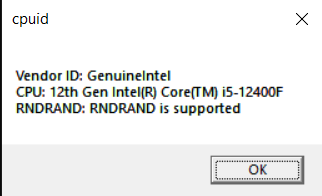 cpuid
Vendor ID: GenuineIntel
CPU: 12th Gen Intel(R) Core(TM) i5-12400F
RNDRAND: RNDRAND is supported
OK